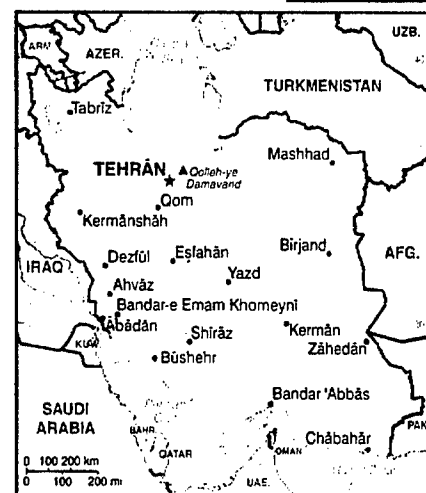 ARM.
AZER.
UZB.
TURKMENISTAN
Tabrīz
TEHRĀN
Qolleh-ye
Damavand
Mashhad
Qom
Kermānshāh
Dezfūl
Eşfahān
Birjand
AFG.
IRAQ
Yazd
Ahvāz
Bandar-e Emam Khomeynī
Ābādān
Shīrāz
Kermān
Zāhedān
KUW.
Būshehr
SAUDI
ARABIA
Bandar 'Abbās
BAHR.
QATAR
OMAN
Chābahār
PAK
UAE.
0 100 200 km
0 100 200 mi